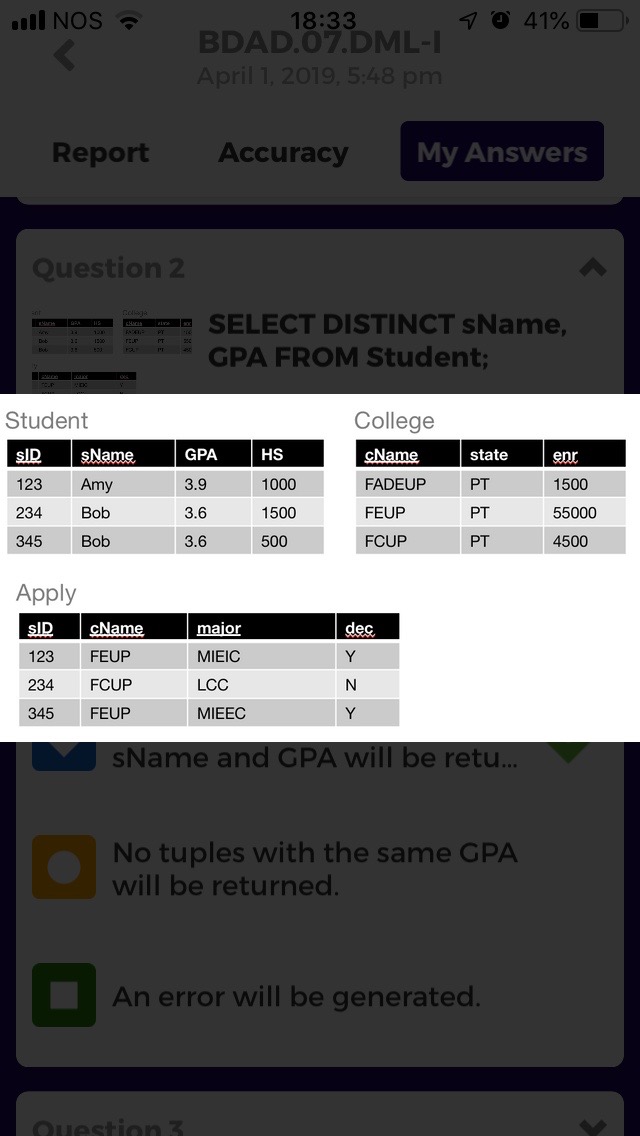 NOS 18:33 41%
BDAD.07.DML-I
April 1, 2019, 5:48 pm
Report Accuracy My Answers
Question 2
SELECT DISTINCT sName,
GPA FROM Student;
Student
sID sName GPA HS
123 Amy 3.9 1000
234 Bob 3.6 1500
345 Bob 3.6 500
College
cName state enr
FADEUP PT 1500
FEUP PT 55000
FCUP PT 4500
Apply
sID cName major dec
123 FEUP MIEIC Y
234 FCUP LCC N
345 FEUP MIEEC Y
sName and GPA will be retu...
No tuples with the same GPA
will be returned.
An error will be generated.
Question 3